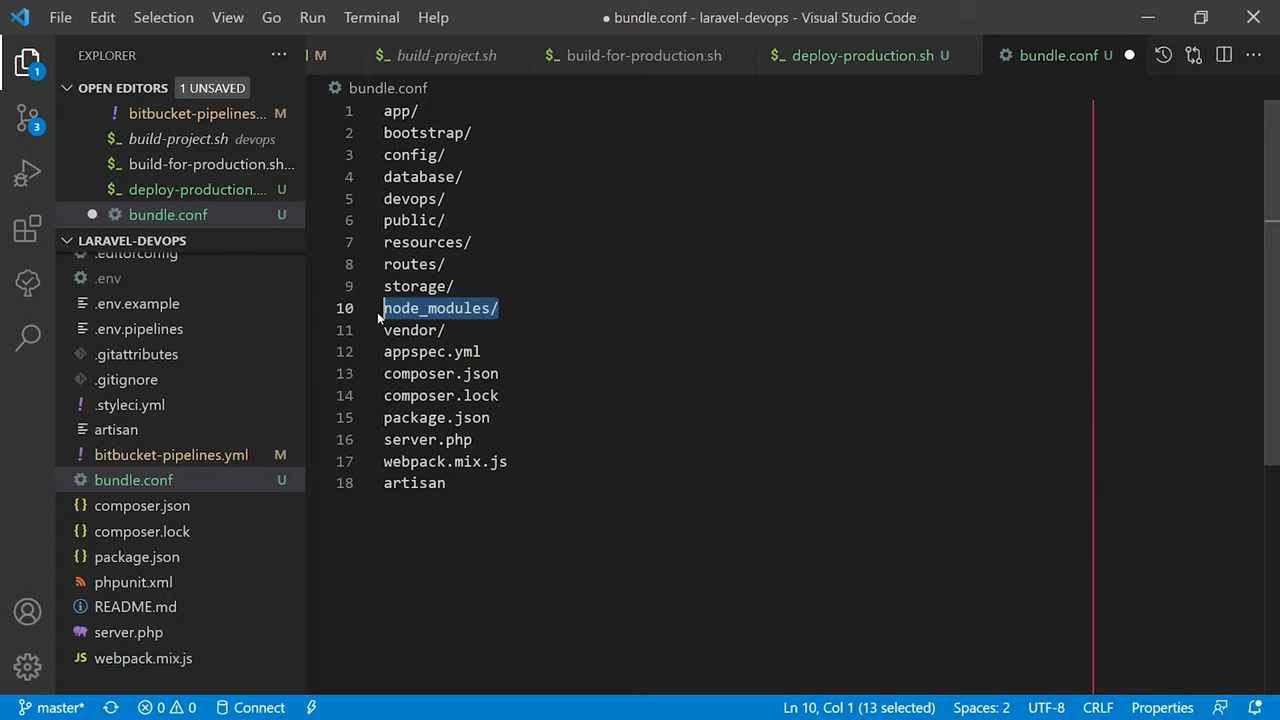 File Edit Selection View Go Run Terminal Help
● bundle.conf - laravel-devops - Visual Studio Code
EXPLORER
M
build-project.sh
build-for-production.sh
deploy-production.sh U
bundle.conf U
OPEN EDITORS 1 UNSAVED
bitbucket-pipelines... M
build-project.sh devops
build-for-production.sh...
deploy-production.... U
bundle.conf U
LARAVEL-DEVOPS
.editorconfig
.env
.env.example
.env.pipelines
.gitattributes
.gitignore
.styleci.yml
artisan
bitbucket-pipelines.yml M
bundle.conf U
composer.json
composer.lock
package.json
phpunit.xml
README.md
server.php
webpack.mix.js
1
3
bundle.conf
1 app/
2 bootstrap/
3 config/
4 database/
5 devops/
6 public/
7 resources/
8 routes/
9 storage/
10 node_modules/
11 vendor/
12 appspec.yml
13 composer.json
14 composer.lock
15 package.json
16 server.php
17 webpack.mix.js
18 artisan
master* 0 0 Connect Ln 10, Col 1 (13 selected) Spaces: 2 UTF-8 CRLF Properties